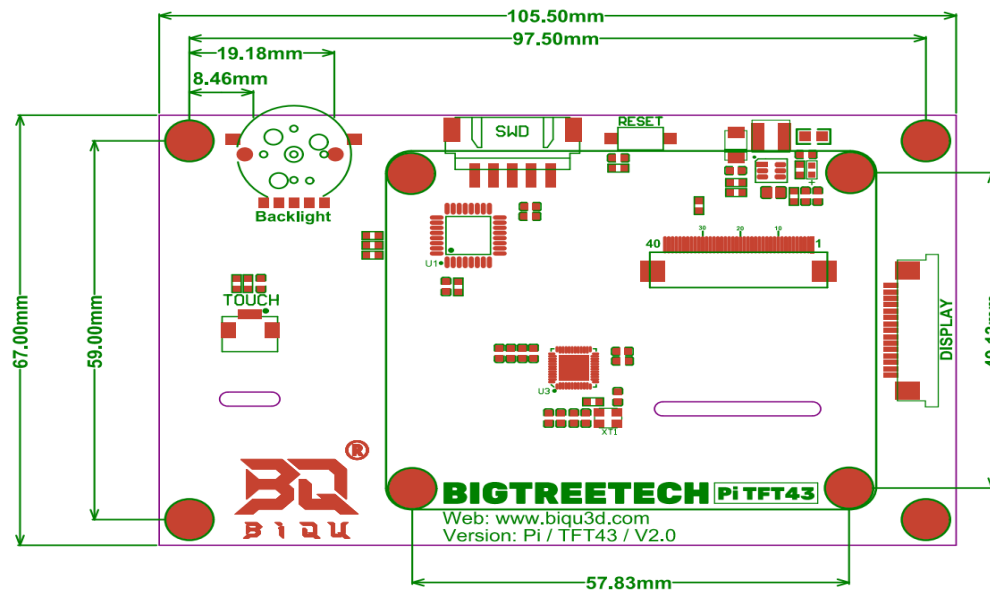 105.50mm
97.50mm
19.18mm
8.46mm
SWD
RESET
Backlight
+
30 20 10
40 1
U1
TOUCH
DISPLAY
67.00mm
59.00mm
U3
XT1
®
BIQU
BIGTREETECH Pi TFT43
Web: www.biqu3d.com
Version: Pi / TFT43 / V2.0
57.83mm